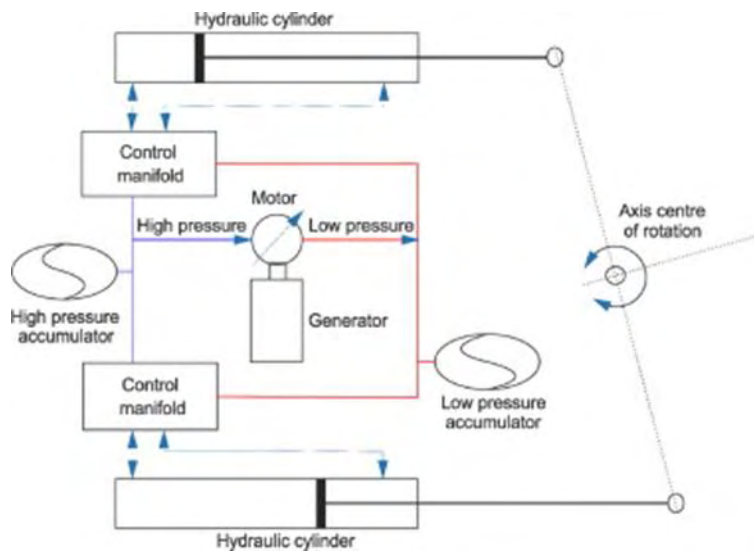 Hydraulic cylinder
Control
manifold
Motor
High pressure
Low pressure
Axis centre
of rotation
High pressure
accumulator
Generator
Control
manifold
Low pressure
accumulator
Hydraulic cylinder